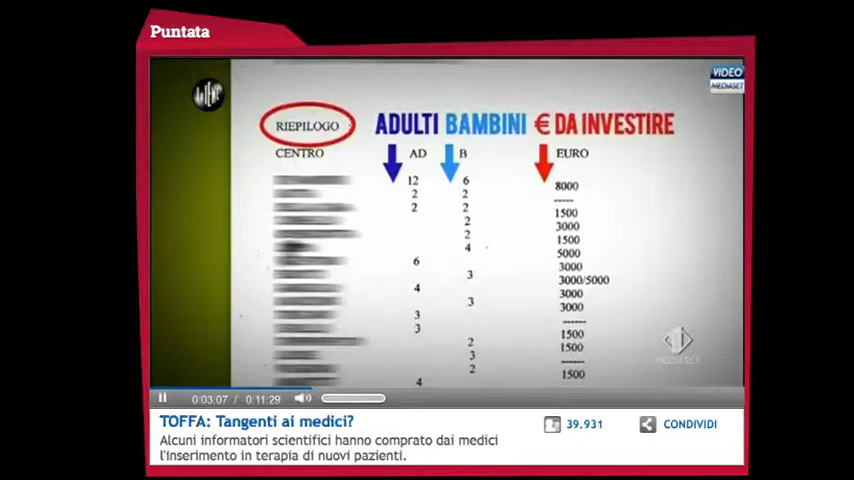 Puntata
IENE
VIDEO
MEDIASET
RIEPILOGO
ADULTI BAMBINI € DA INVESTIRE
CENTRO AD B EURO
12 6 8000
2 2 -----
2 2 1500
2 3000
2 1500
4 5000
6 3000
3 3000/5000
4 3000
3 3000
3 ------
3 1500
2 1500
3 ------
2 1500
4
MEDIASET
0:03:07 / 0:11:29
TOFFA: Tangenti ai medici?
39.931
CONDIVIDI
Alcuni informatori scientifici hanno comprato dai medici
l'inserimento in terapia di nuovi pazienti.